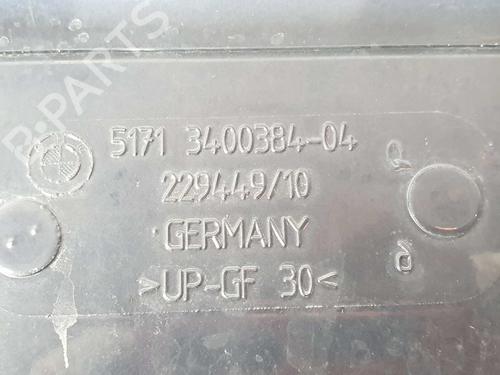 B-PARTS
5171 3400384-04
229449/10
GERMANY
>UP-GF 30<